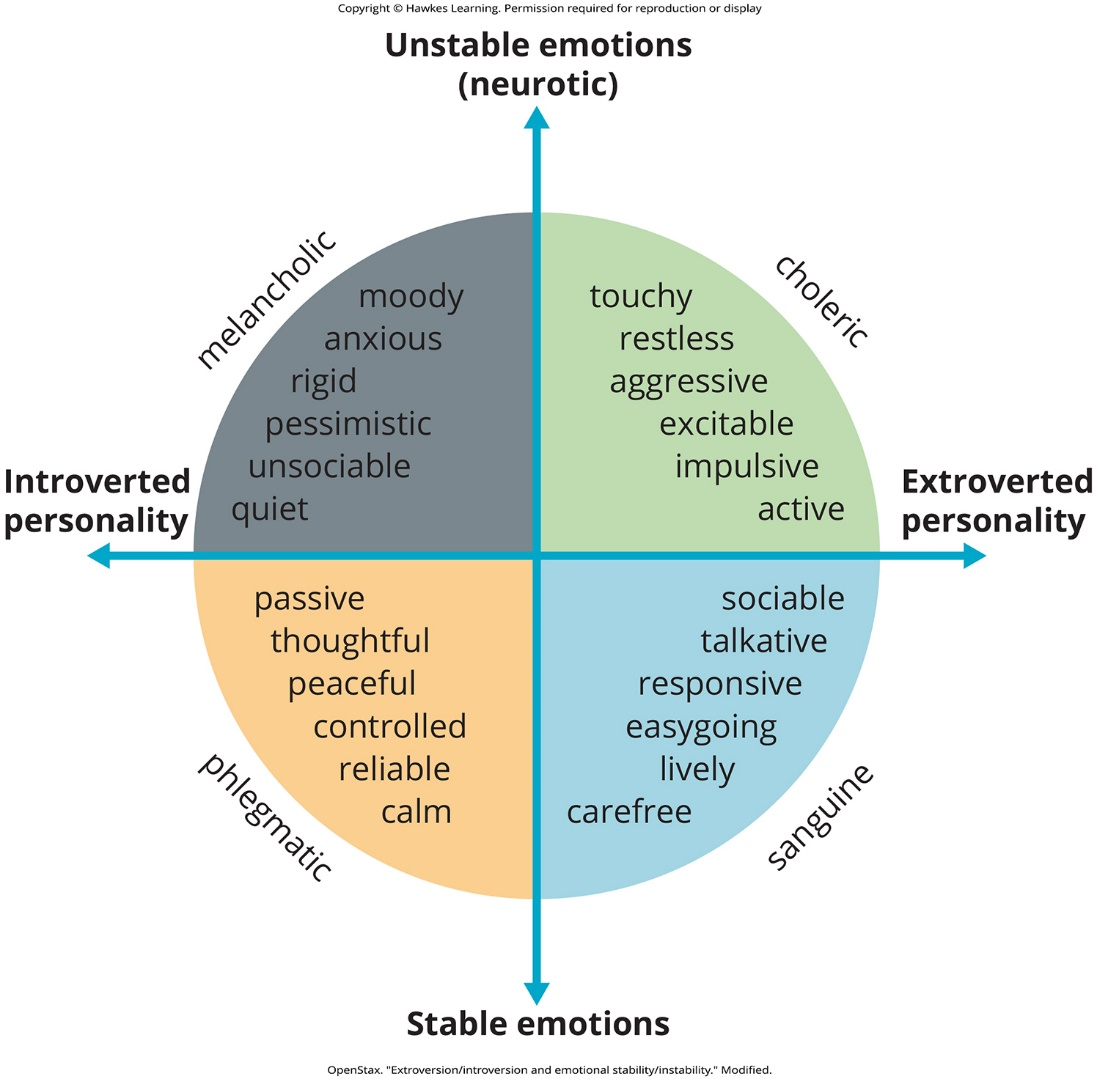 Copyright © Hawkes Learning. Permission required for reproduction or display
Unstable emotions
(neurotic)
melancholic
moody
anxious
rigid
pessimistic
unsociable
quiet
choleric
touchy
restless
aggressive
excitable
impulsive
active
Introverted
personality
Extroverted
personality
passive
thoughtful
peaceful
controlled
reliable
calm
phlegmatic
sociable
talkative
responsive
easygoing
lively
carefree
sanguine
Stable emotions
OpenStax. "Extroversion/introversion and emotional stability/instability." Modified.